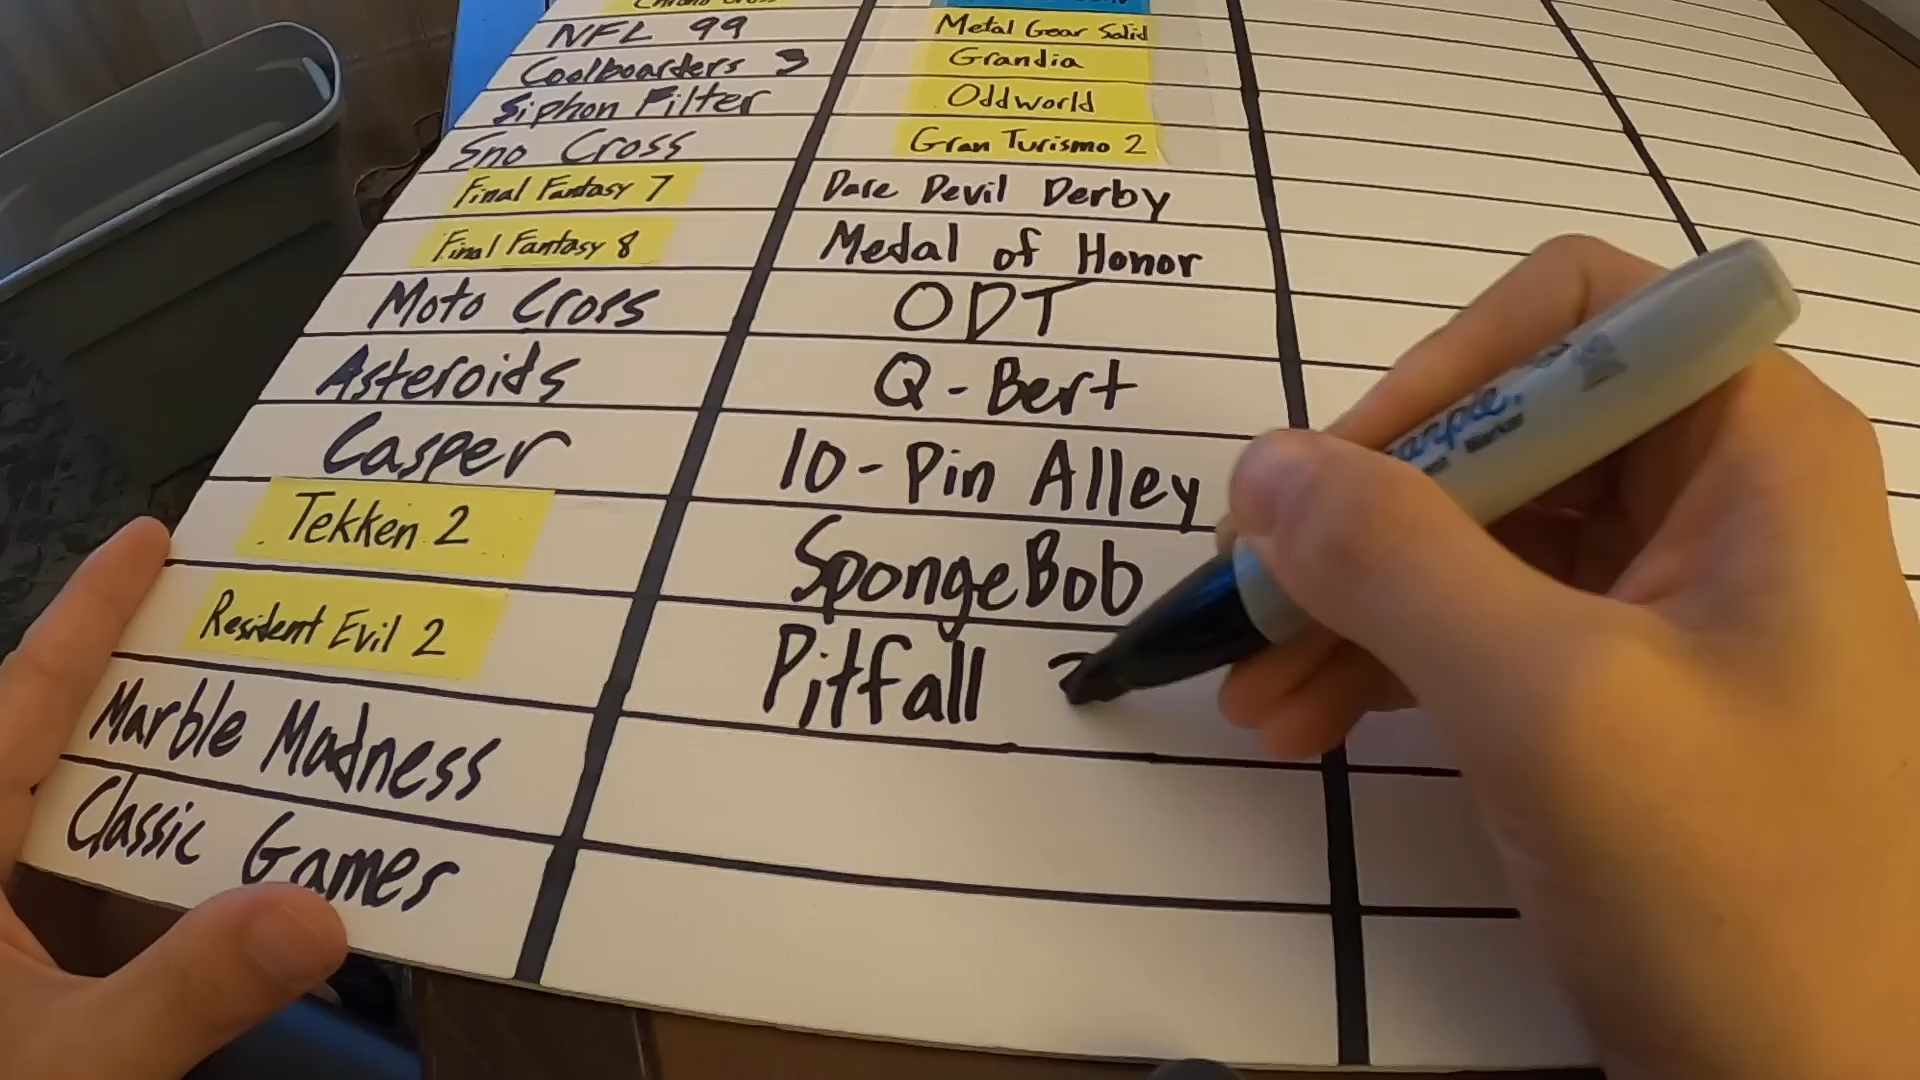 Chrono Cross
NFL 99
Coolboarders 3
Siphon Filter
Sno Cross
Final Fantasy 7
Final Fantasy 8
Moto Cross
Asteroids
Casper
Tekken 2
Resident Evil 2
Marble Madness
Classic Games
Metal Gear Solid
Grandia
Oddworld
Gran Turismo 2
Dare Devil Derby
Medal of Honor
ODT
Q-Bert
10-Pin Alley
SpongeBob
Pitfall